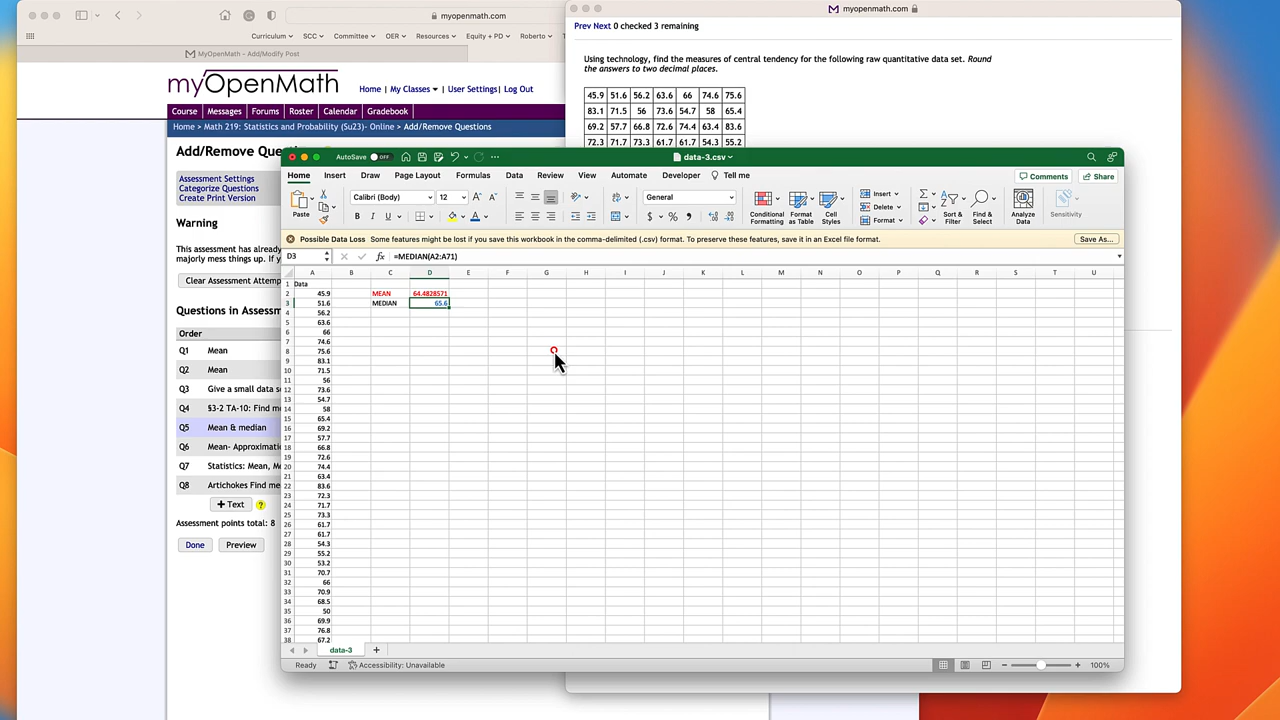 myopenmath.com
myopenmath.com
Curriculum SCC Committee OER Resources Equity + PD Roberto
MyOpenMath - Add/Modify Post
myOpenMath
Home My Classes User Settings Log Out
Course Messages Forums Roster Calendar Gradebook
Home > Math 219: Statistics and Probability (Su23)- Online > Add/Remove Questions
Assessment Settings
Categorize Questions
Create Print Version
Warning
Clear Assessment Attemp
Questions in Assessm
Order
Q1 Mean
Q2 Mean
Q3 Give a small data s
Q4 §3-2 TA-10: Find m
Q5 Mean & median
Q6 Mean- Approximati
Q7 Statistics: Mean, M
Q8 Artichokes Find me
+ Text ?
Assessment points total: 8
Done Preview
Prev Next 0 checked 3 remaining
Using technology, find the measures of central tendency for the following raw quantitative data set. Round
the answers to two decimal places.
45.9 51.6 56.2 63.6 66 74.6 75.6
83.1 71.5 56 73.6 54.7 58 65.4
69.2 57.7 66.8 72.6 74.4 63.4 83.6
72.3 71.7 73.3 61.7 61.7 54.3 55.2
AutoSave OFF
data-3.csv
Home Insert Draw Page Layout Formulas Data Review View Automate Developer Tell me
Comments Share
Paste
Calibri (Body) 12
General
Conditional Formatting
Format as Table
Cell Styles
Insert
Delete
Format
Sort & Filter
Find & Select
Analyze Data
Sensitivity
Possible Data Loss Some features might be lost if you save this workbook in the comma-delimited (.csv) format. To preserve these features, save it in an Excel file format. Save As...
D3 fx =MEDIAN(A2:A71)
A B C D E F G H I J K L M N O P Q R S T U
1 Data
2 45.9 MEAN 64.4828571
3 51.6 MEDIAN 65.6
4 56.2
5 63.6
6 66
7 74.6
8 75.6
9 83.1
10 71.5
11 56
12 73.6
13 54.7
14 58
15 65.4
16 69.2
17 57.7
18 66.8
19 72.6
20 74.4
21 63.4
22 83.6
23 72.3
24 71.7
25 73.3
26 61.7
27 61.7
28 54.3
29 55.2
30 53.2
31 70.7
32 66
33 70.9
34 68.5
35 50
36 69.9
37 76.8
38 67.2
data-3
Ready Accessibility: Unavailable 100%